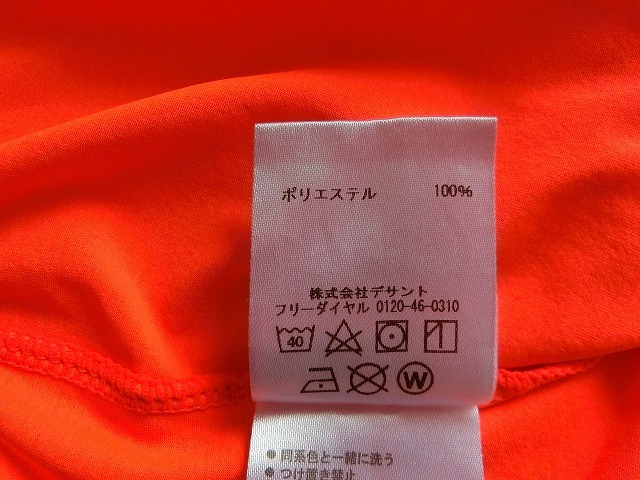 ポリエステル 100%
株式会社デサント
フリーダイヤル 0120-46-0310
40
W
● 同系色と一緒に洗う
● つけ置き禁止